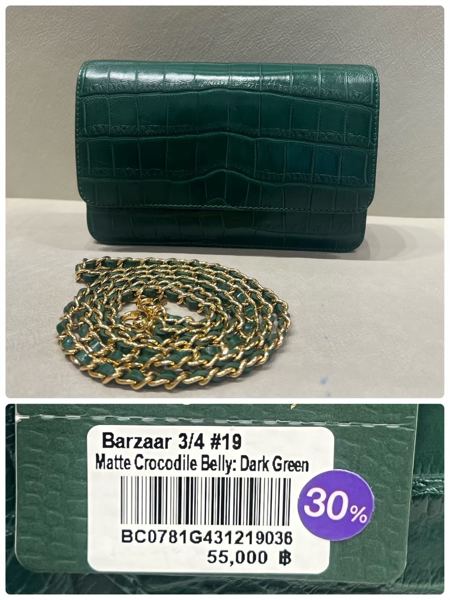 Barzaar 3/4 #19
Matte Crocodile Belly: Dark Green
30%
BC0781G431219036
55,000 ฿